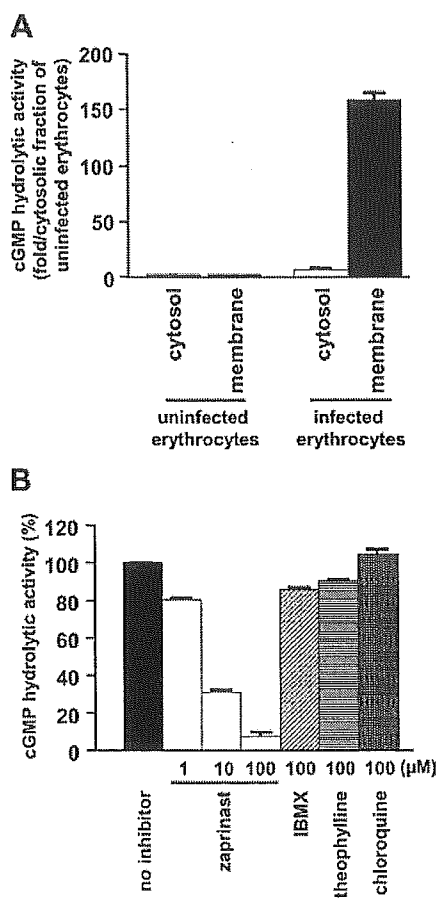 A
cGMP hydrolytic activity
(fold/cytosolic fraction of
uninfected erythrocytes)
200
150
100
50
0
cytosol
membrane
cytosol
membrane
uninfected
erythrocytes
infected
erythrocytes
B
cGMP hydrolytic activity (%)
120
100
80
60
40
20
0
1 10 100 100 100 100 (μM)
no inhibitor
zaprinast
IBMX
theophylline
chloroquine